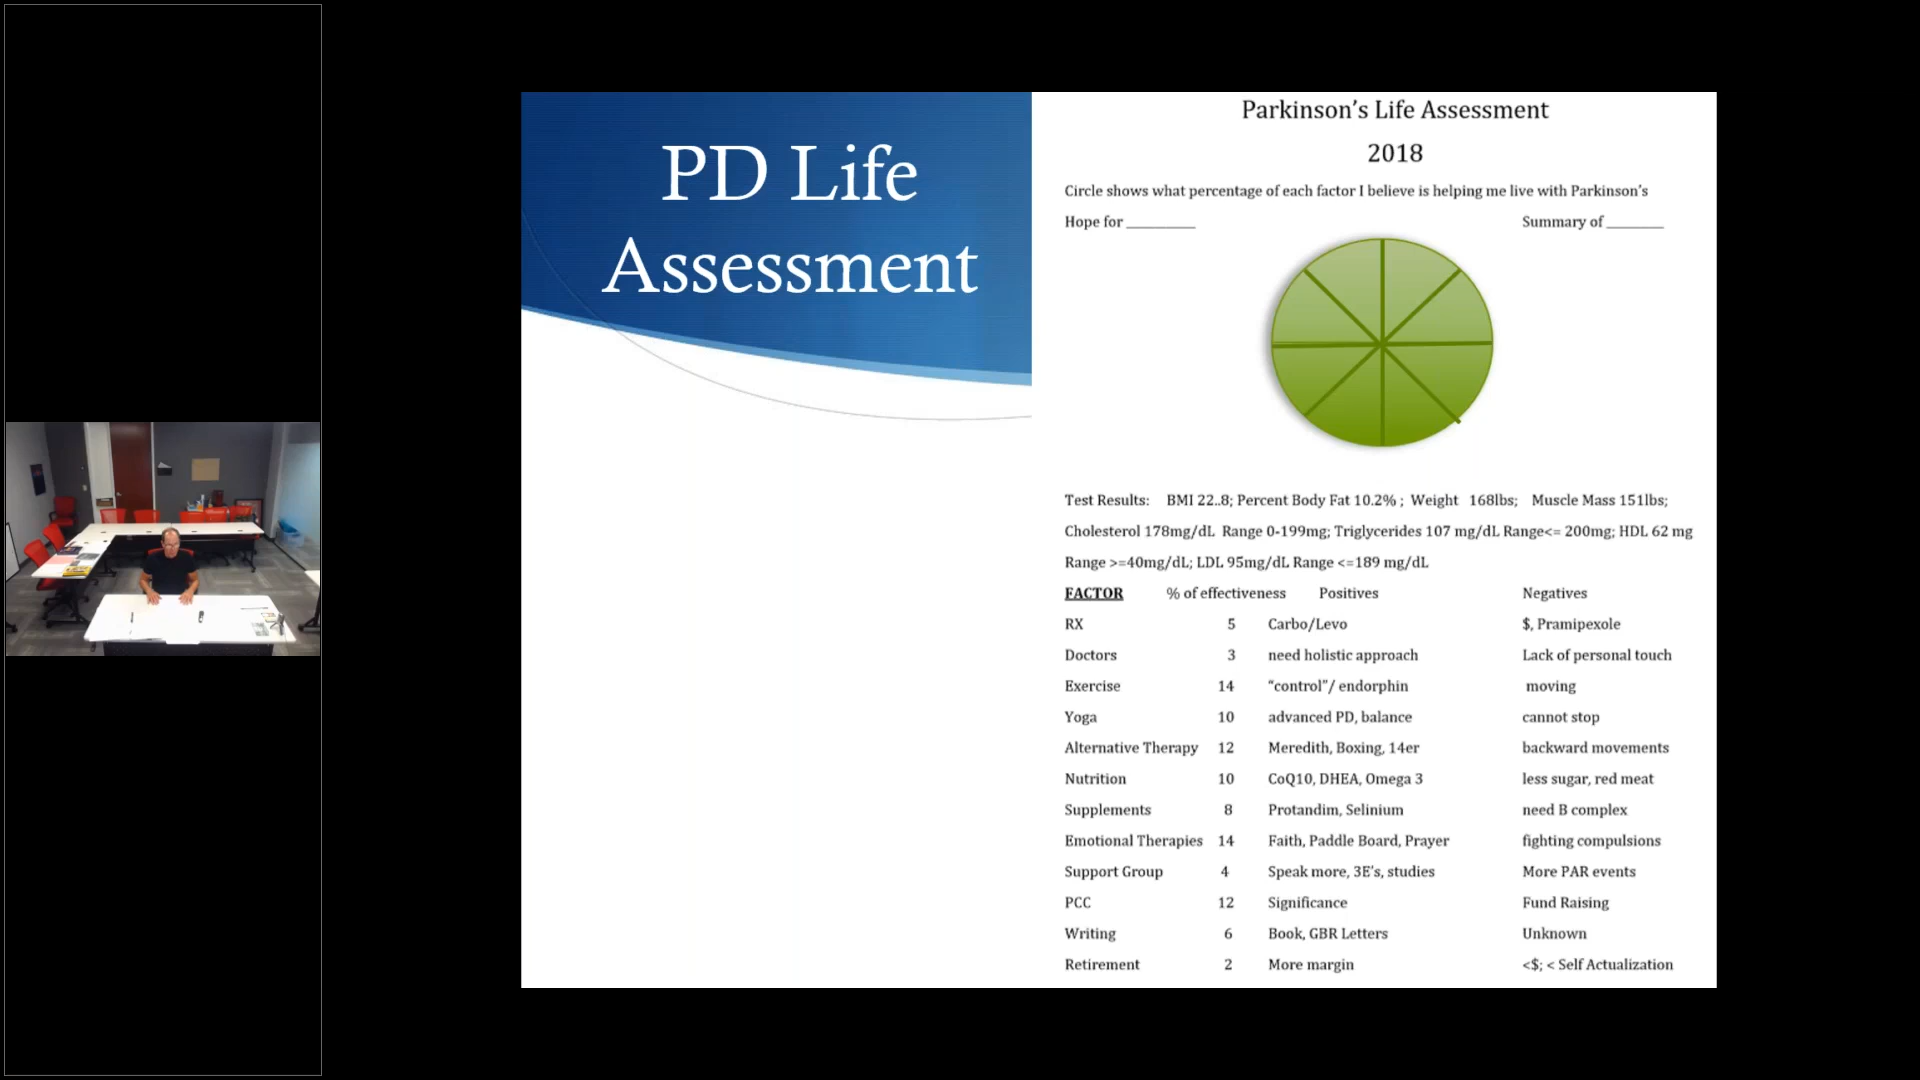 PD Life
Assessment
Parkinson's Life Assessment
2018
Circle shows what percentage of each factor I believe is helping me live with Parkinson's
Hope for __________ Summary of ________
Test Results: BMI 22..8; Percent Body Fat 10.2% ; Weight 168lbs; Muscle Mass 151lbs;
Cholesterol 178mg/dL Range 0-199mg; Triglycerides 107 mg/dL Range<= 200mg; HDL 62 mg
Range >=40mg/dL; LDL 95mg/dL Range <=189 mg/dL
FACTOR % of effectiveness Positives Negatives
RX 5 Carbo/Levo $, Pramipexole
Doctors 3 need holistic approach Lack of personal touch
Exercise 14 “control”/ endorphin moving
Yoga 10 advanced PD, balance cannot stop
Alternative Therapy 12 Meredith, Boxing, 14er backward movements
Nutrition 10 CoQ10, DHEA, Omega 3 less sugar, red meat
Supplements 8 Protandim, Selinium need B complex
Emotional Therapies 14 Faith, Paddle Board, Prayer fighting compulsions
Support Group 4 Speak more, 3E's, studies More PAR events
PCC 12 Significance Fund Raising
Writing 6 Book, GBR Letters Unknown
Retirement 2 More margin <$; < Self Actualization